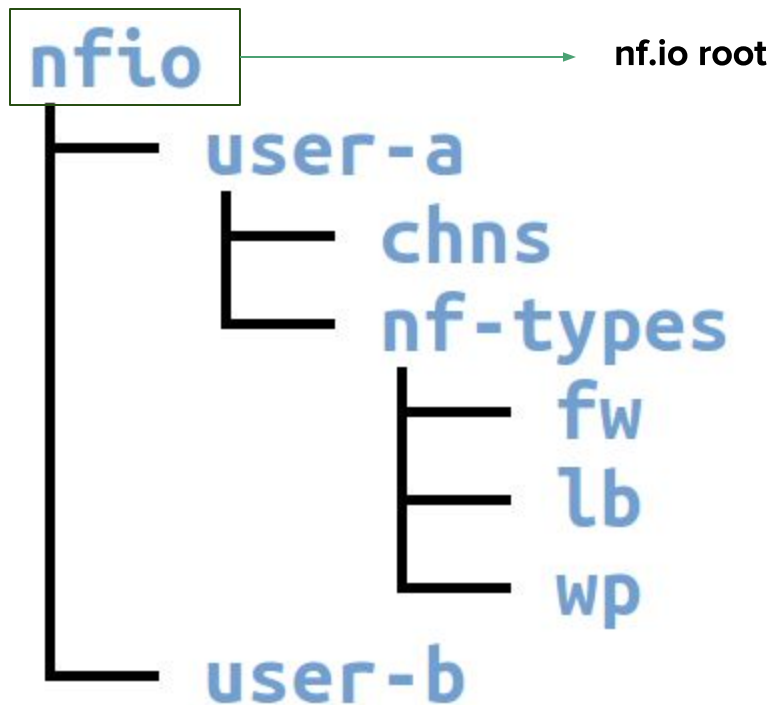 nfio nf.io root
user-a
chns
nf-types
fw
lb
wp
user-b